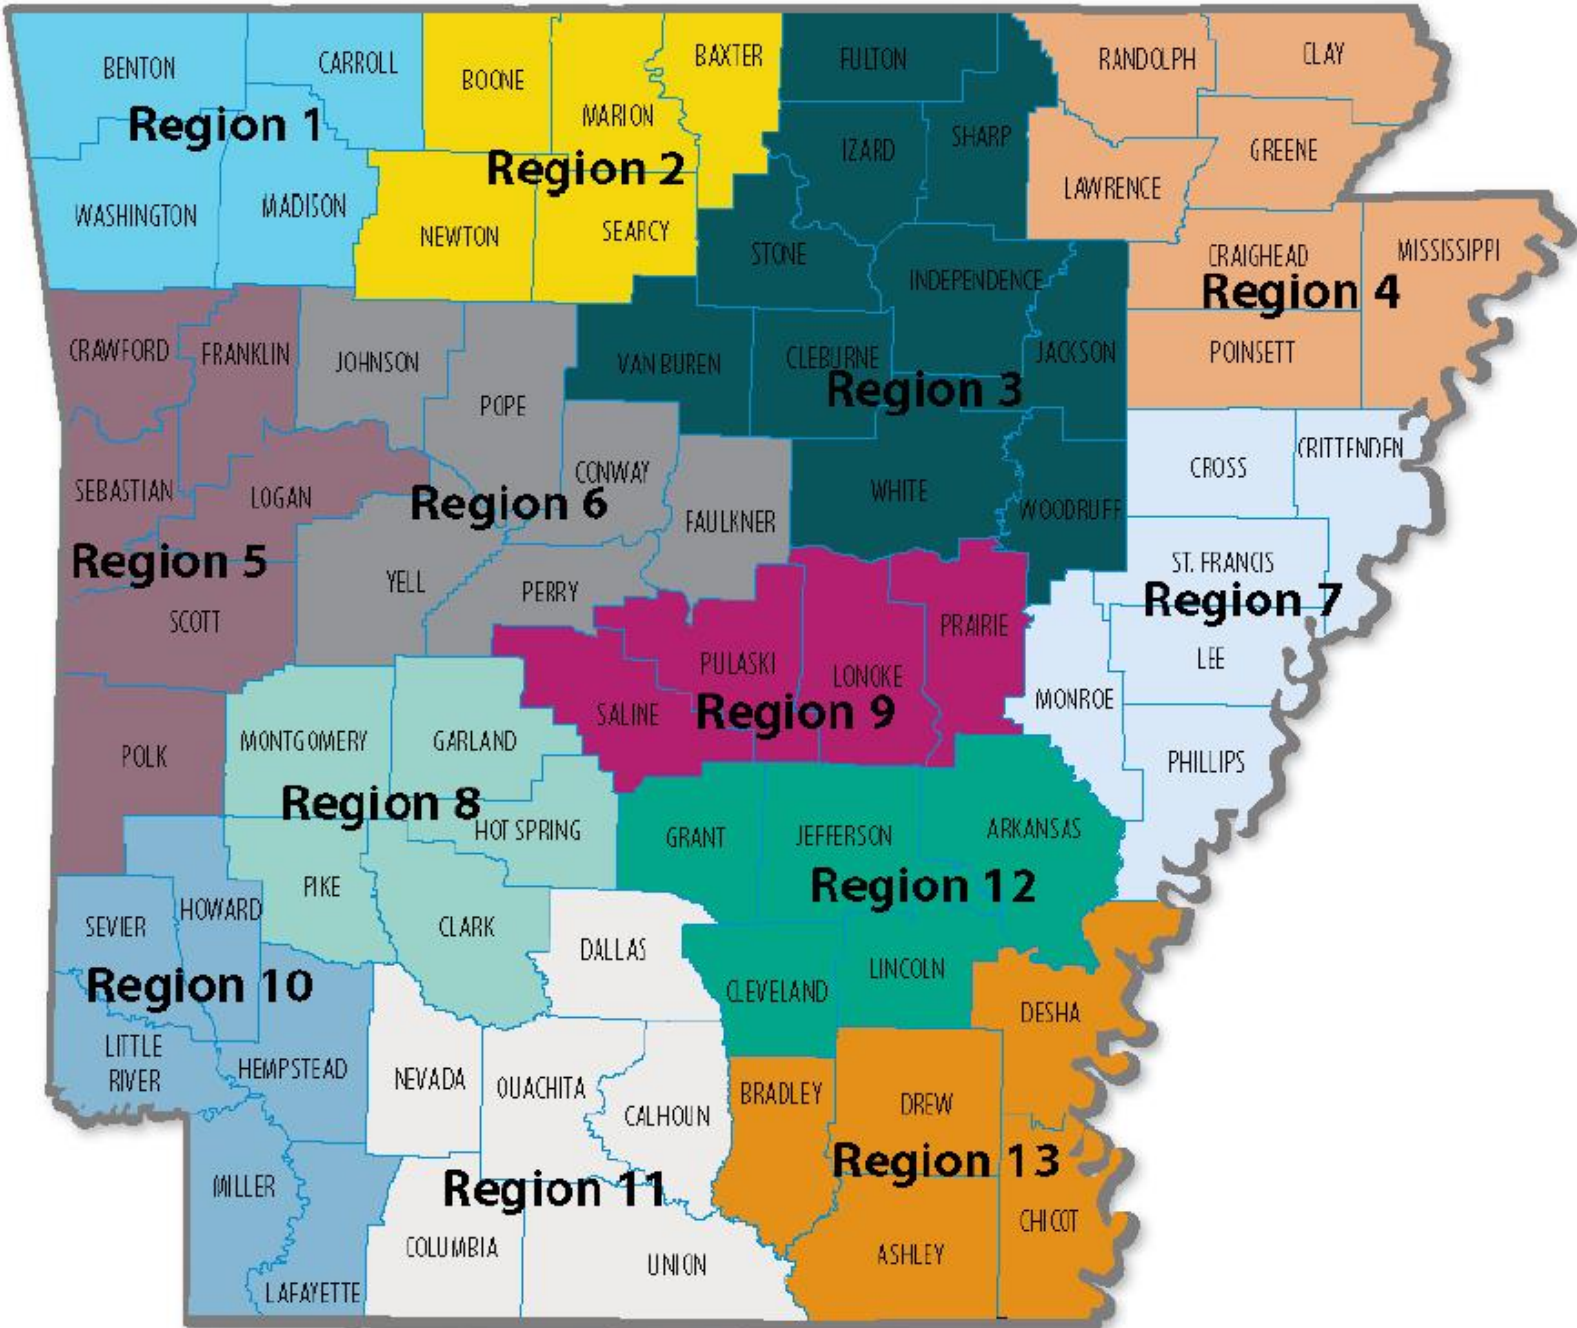 BENTON
CARROLL
BOONE
MARION
BAXTER
FULTON
RANDOLPH
CLAY
Region 1
IZARD
SHARP
GREENE
Region 2
LAWRENCE
WASHINGTON
MADISON
NEWTON
SEARCY
STONE
INDEPENDENCE
CRAIGHEAD
MISSISSIPPI
Region 4
CRAWFORD
FRANKLIN
JOHNSON
POPE
VAN BUREN
CLEBURNE
JACKSON
POINSETT
Region 3
SEBASTIAN
LOGAN
CONWAY
FAULKNER
WHITE
WOODRUFF
CROSS
CRITTENDEN
Region 6
Region 5
YELL
PERRY
ST. FRANCIS
Region 7
SCOTT
PULASKI
LONOKE
PRAIRIE
LEE
MONROE
SALINE
Region 9
POLK
MONTGOMERY
GARLAND
PHILLIPS
Region 8
HOT SPRING
GRANT
JEFFERSON
ARKANSAS
PIKE
Region 12
SEVIER
HOWARD
CLARK
DALLAS
CLEVELAND
LINCOLN
DESHA
Region 10
LITTLE
RIVER
HEMPSTEAD
NEVADA
OUACHITA
CALHOUN
BRADLEY
DREW
Region 13
MILLER
Region 11
CHICOT
COLUMBIA
UNION
ASHLEY
LAFAYETTE